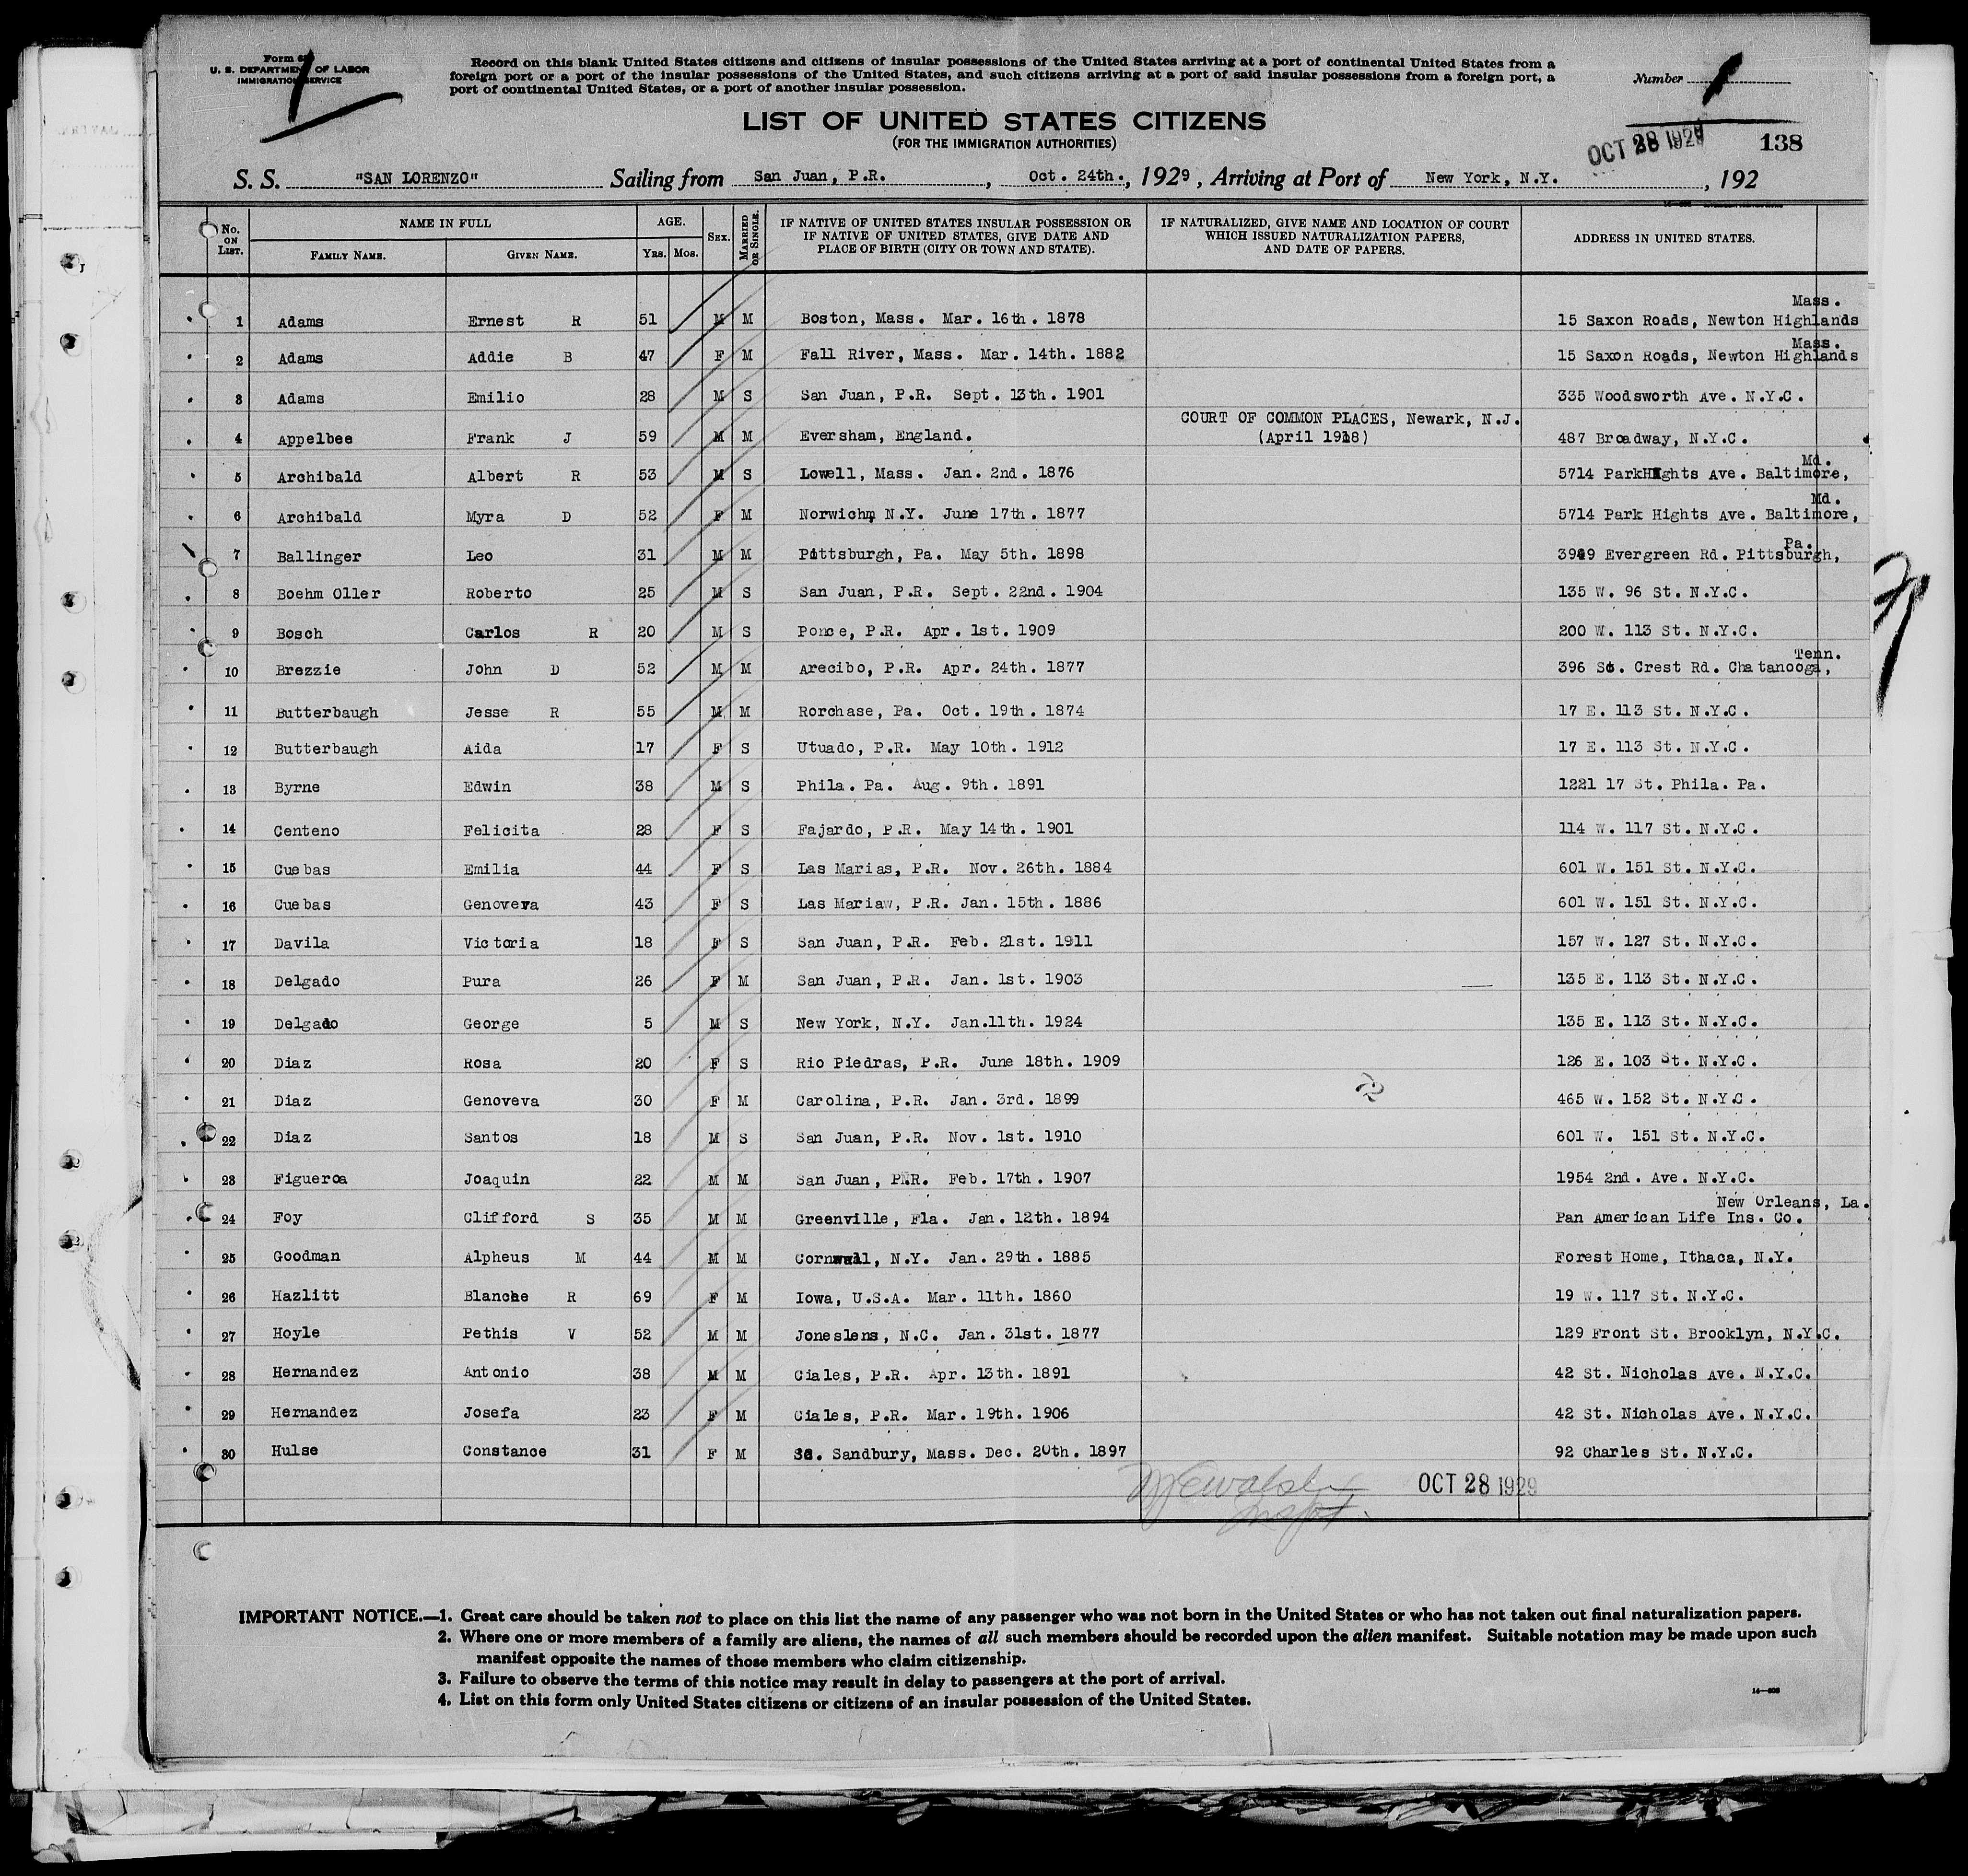 Form
U. S. DEPARTMENT OF LABOR
IMMIGRATION SERVICE
1
Record on this blank United States citizens and citizens of insular possessions of the United States arriving at a port of continental United States from a
foreign port or a port of the insular possessions of the United States, and such citizens arriving at a port of said insular possessions from a foreign port, a
port of continental United States, or a port of another insular possession.
Number 1
LIST OF UNITED STATES CITIZENS
(FOR THE IMMIGRATION AUTHORITIES)
OCT 28 1929 138
S. S. "SAN LORENZO" Sailing from San Juan, P.R. , Oct. 24th., 1929 , Arriving at Port of New York, N.Y. , 192
No. ON LIST. NAME IN FULL FAMILY NAME. GIVEN NAME. AGE. YRS. MOS. SEX. MARRIED OR SINGLE. IF NATIVE OF UNITED STATES INSULAR POSSESSION OR IF NATIVE OF UNITED STATES, GIVE DATE AND PLACE OF BIRTH (CITY OR TOWN AND STATE). IF NATURALIZED, GIVE NAME AND LOCATION OF COURT WHICH ISSUED NATURALIZATION PAPERS, AND DATE OF PAPERS. ADDRESS IN UNITED STATES.
1 Adams Ernest R 51 M M Boston, Mass. Mar. 16th. 1878 15 Saxon Roads, Newton Highlands Mass.
2 Adams Addie B 47 F M Fall River, Mass. Mar. 14th. 1882 15 Saxon Roads, Newton Highlands Mass.
3 Adams Emilio 28 M S San Juan, P.R. Sept. 13th. 1901 335 Woodsworth Ave. N.Y.C.
4 Appelbee Frank J 59 M M Eversham, England. COURT OF COMMON PLACES, Newark, N.J. (April 1918) 487 Broadway, N.Y.C.
5 Archibald Albert R 53 M S Lowell, Mass. Jan. 2nd. 1876 5714 ParkHights Ave. Baltimore, Md.
6 Archibald Myra D 52 F M Norwich, N.Y. June 17th. 1877 5714 Park Hights Ave. Baltimore, Md.
7 Ballinger Leo 31 M M Pittsburgh, Pa. May 5th. 1898 3949 Evergreen Rd. Pittsburgh, Pa.
8 Boehm Oller Roberto 25 M S San Juan, P.R. Sept. 22nd. 1904 135 W. 96 St. N.Y.C.
9 Bosch Carlos R 20 M S Ponce, P.R. Apr. 1st. 1909 200 W. 113 St. N.Y.C.
10 Brezzie John D 52 M M Arecibo, P.R. Apr. 24th. 1877 396 So. Crest Rd. Chatanooga, Tenn.
11 Butterbaugh Jesse R 55 M M Rorchase, Pa. Oct. 19th. 1874 17 E. 113 St. N.Y.C.
12 Butterbaugh Aida 17 F S Utuado, P.R. May 10th. 1912 17 E. 113 St. N.Y.C.
13 Byrne Edwin 38 M S Phila. Pa. Aug. 9th. 1891 1221 17 St. Phila. Pa.
14 Centeno Felicita 28 F S Fajardo, P.R. May 14th. 1901 114 W. 117 St. N.Y.C.
15 Cuebas Emilia 44 F S Las Marias, P.R. Nov. 26th. 1884 601 W. 151 St. N.Y.C.
16 Cuebas Genoveva 43 F S Las Mariaw, P.R. Jan. 15th. 1886 601 W. 151 St. N.Y.C.
17 Davila Victoria 18 F S San Juan, P.R. Feb. 21st. 1911 157 W. 127 St. N.Y.C.
18 Delgado Pura 26 F M San Juan, P.R. Jan. 1st. 1903 135 E. 113 St. N.Y.C.
19 Delgado George 5 M S New York, N.Y. Jan.11th. 1924 135 E. 113 St. N.Y.C.
20 Diaz Rosa 20 F S Rio Piedras, P.R. June 18th. 1909 126 E. 103 St. N.Y.C.
21 Diaz Genoveva 30 F M Carolina, P.R. Jan. 3rd. 1899 465 W. 152 St. N.Y.C.
22 Diaz Santos 18 M S San Juan, P.R. Nov. 1st. 1910 601 W. 151 St. N.Y.C.
23 Figueroa Joaquin 22 M M San Juan, P.R. Feb. 17th. 1907 1954 2nd. Ave. N.Y.C.
24 Foy Clifford S 35 M M Greenville, Fla. Jan. 12th. 1894 Pan American Life Ins. Co. New Orleans, La.
25 Goodman Alpheus M 44 M M Cornwall, N.Y. Jan. 29th. 1885 Forest Home, Ithaca, N.Y.
26 Hazlitt Blanche R 69 F M Iowa, U.S.A. Mar. 11th. 1860 19 W. 117 St. N.Y.C.
27 Hoyle Pethis V 52 M M Joneslens, N.C. Jan. 31st. 1877 129 Front St. Brooklyn, N.Y.C.
28 Hernandez Antonio 38 M M Ciales, P.R. Apr. 13th. 1891 42 St. Nicholas Ave. N.Y.C.
29 Hernandez Josefa 23 F M Ciales, P.R. Mar. 19th. 1906 42 St. Nicholas Ave. N.Y.C.
30 Hulse Constance 31 F M So. Sandbury, Mass. Dec. 20th. 1897 92 Charles St. N.Y.C.
OCT 28 1929
IMPORTANT NOTICE.—1. Great care should be taken not to place on this list the name of any passenger who was not born in the United States or who has not taken out final naturalization papers.
2. Where one or more members of a family are aliens, the names of all such members should be recorded upon the alien manifest. Suitable notation may be made upon such
manifest opposite the names of those members who claim citizenship.
3. Failure to observe the terms of this notice may result in delay to passengers at the port of arrival.
4. List on this form only United States citizens or citizens of an insular possession of the United States.